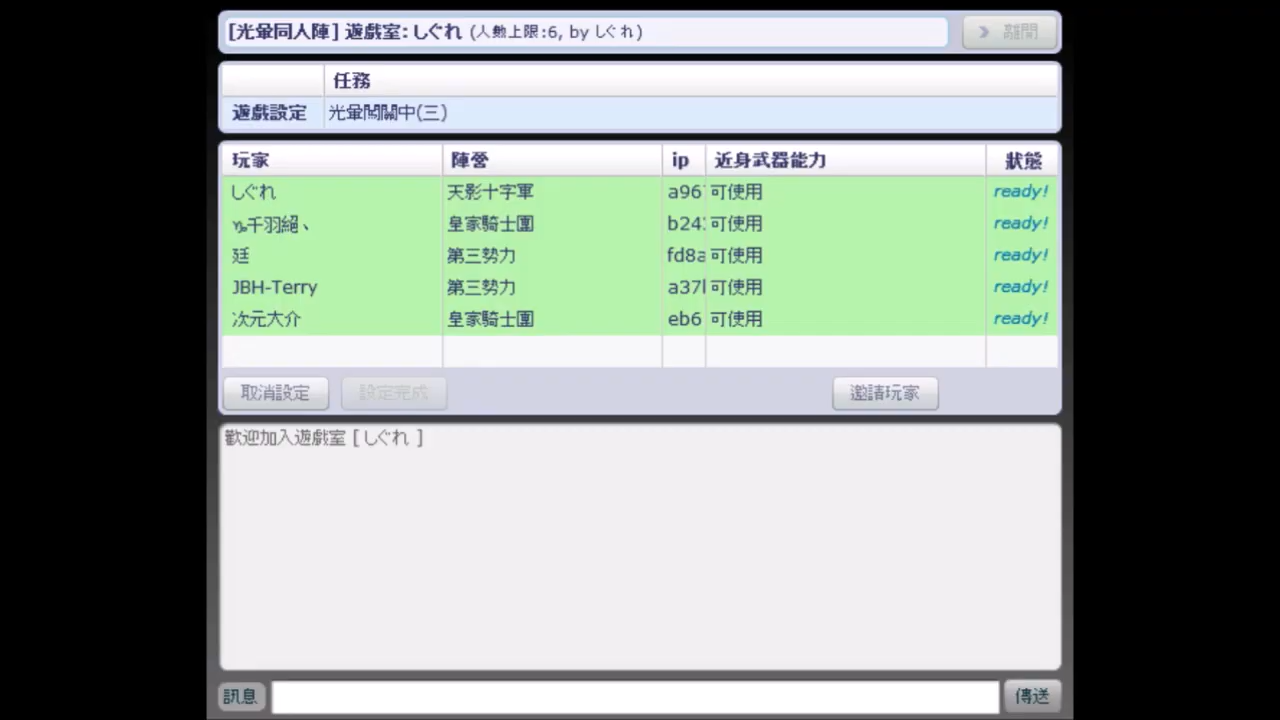 [光暈同人陣] 遊戲室: しぐれ (人數上限:6, by しぐれ)
離開
任務
遊戲設定 光暈闖關中(三)
玩家 陣營 ip 近身武器能力 狀態
しぐれ 天影十字軍 a96 可使用 ready!
♑千羽絕、 皇家騎士團 b24 可使用 ready!
廷 第三勢力 fd8a 可使用 ready!
JBH-Terry 第三勢力 a37 可使用 ready!
次元大介 皇家騎士團 eb6 可使用 ready!
取消設定 設定完成 邀請玩家
歡迎加入遊戲室 [ しぐれ ]
訊息 傳送